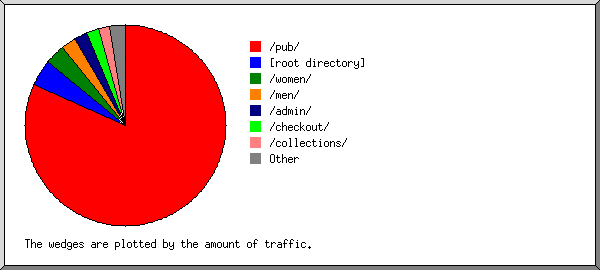 /pub/
[root directory]
/women/
/men/
/admin/
/checkout/
/collections/
Other
The wedges are plotted by the amount of traffic.